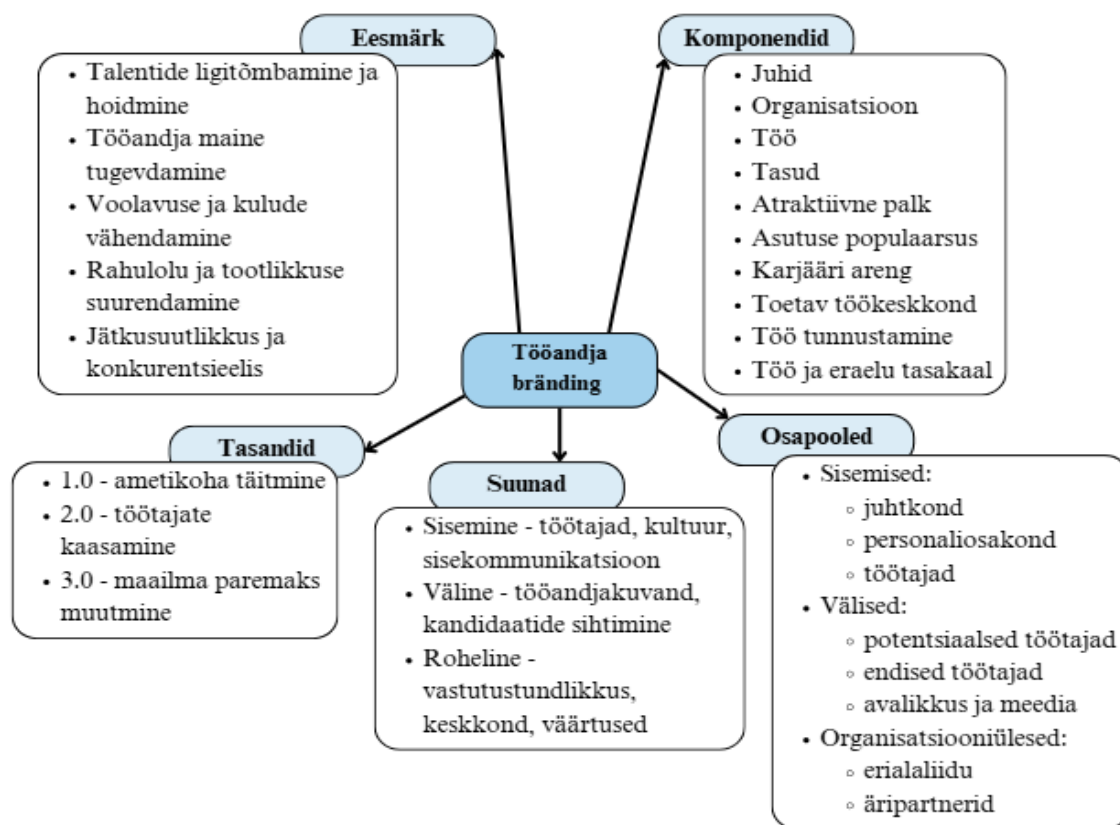 Eesmärk
• Talentide ligitõmbamine ja
hoidmine
• Tööandja maine
tugevdamine
• Voolavuse ja kulude
vähendamine
• Rahulolu ja tootlikkuse
suurendamine
• Jätkusuutlikkus ja
konkurentsieelis
Komponendid
• Juhid
• Organisatsioon
• Töö
• Tasud
• Atraktiivne palk
• Asutuse populaarsus
• Karjääri areng
• Toetav töökeskkond
• Töö tunnustamine
• Töö ja eraelu tasakaal
Tööandja
bränding
Tasandid
• 1.0 - ametikoha täitmine
• 2.0 - töötajate
kaasamine
• 3.0 - maailma paremaks
muutmine
Suunad
• Sisemine - töötajad, kultuur,
sisekommunikatsioon
• Väline - tööandjakuvand,
kandidaatide sihtimine
• Roheline -
vastutustundlikkus,
keskkond, väärtused
Osapooled
• Sisemised:
◦ juhtkond
◦ personaliosakond
◦ töötajad
• Välised:
◦ potentsiaalsed töötajad
◦ endised töötajad
◦ avalikkus ja meedia
• Organisatsiooniülesed:
◦ erialaliidu
◦ äripartnerid